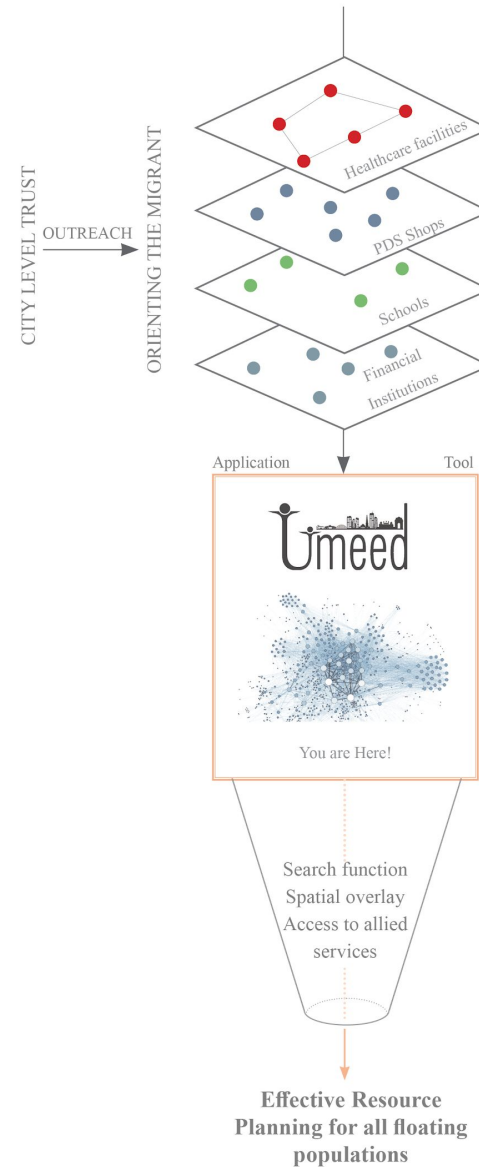 CITY LEVEL TRUST
OUTREACH
ORIENTING THE MIGRANT
Healthcare facilities
PDS Shops
Schools
Financial
Institutions
Application
Tool
Umeed
You are Here!
Search function
Spatial overlay
Access to allied
services
Effective Resource
Planning for all floating
populations